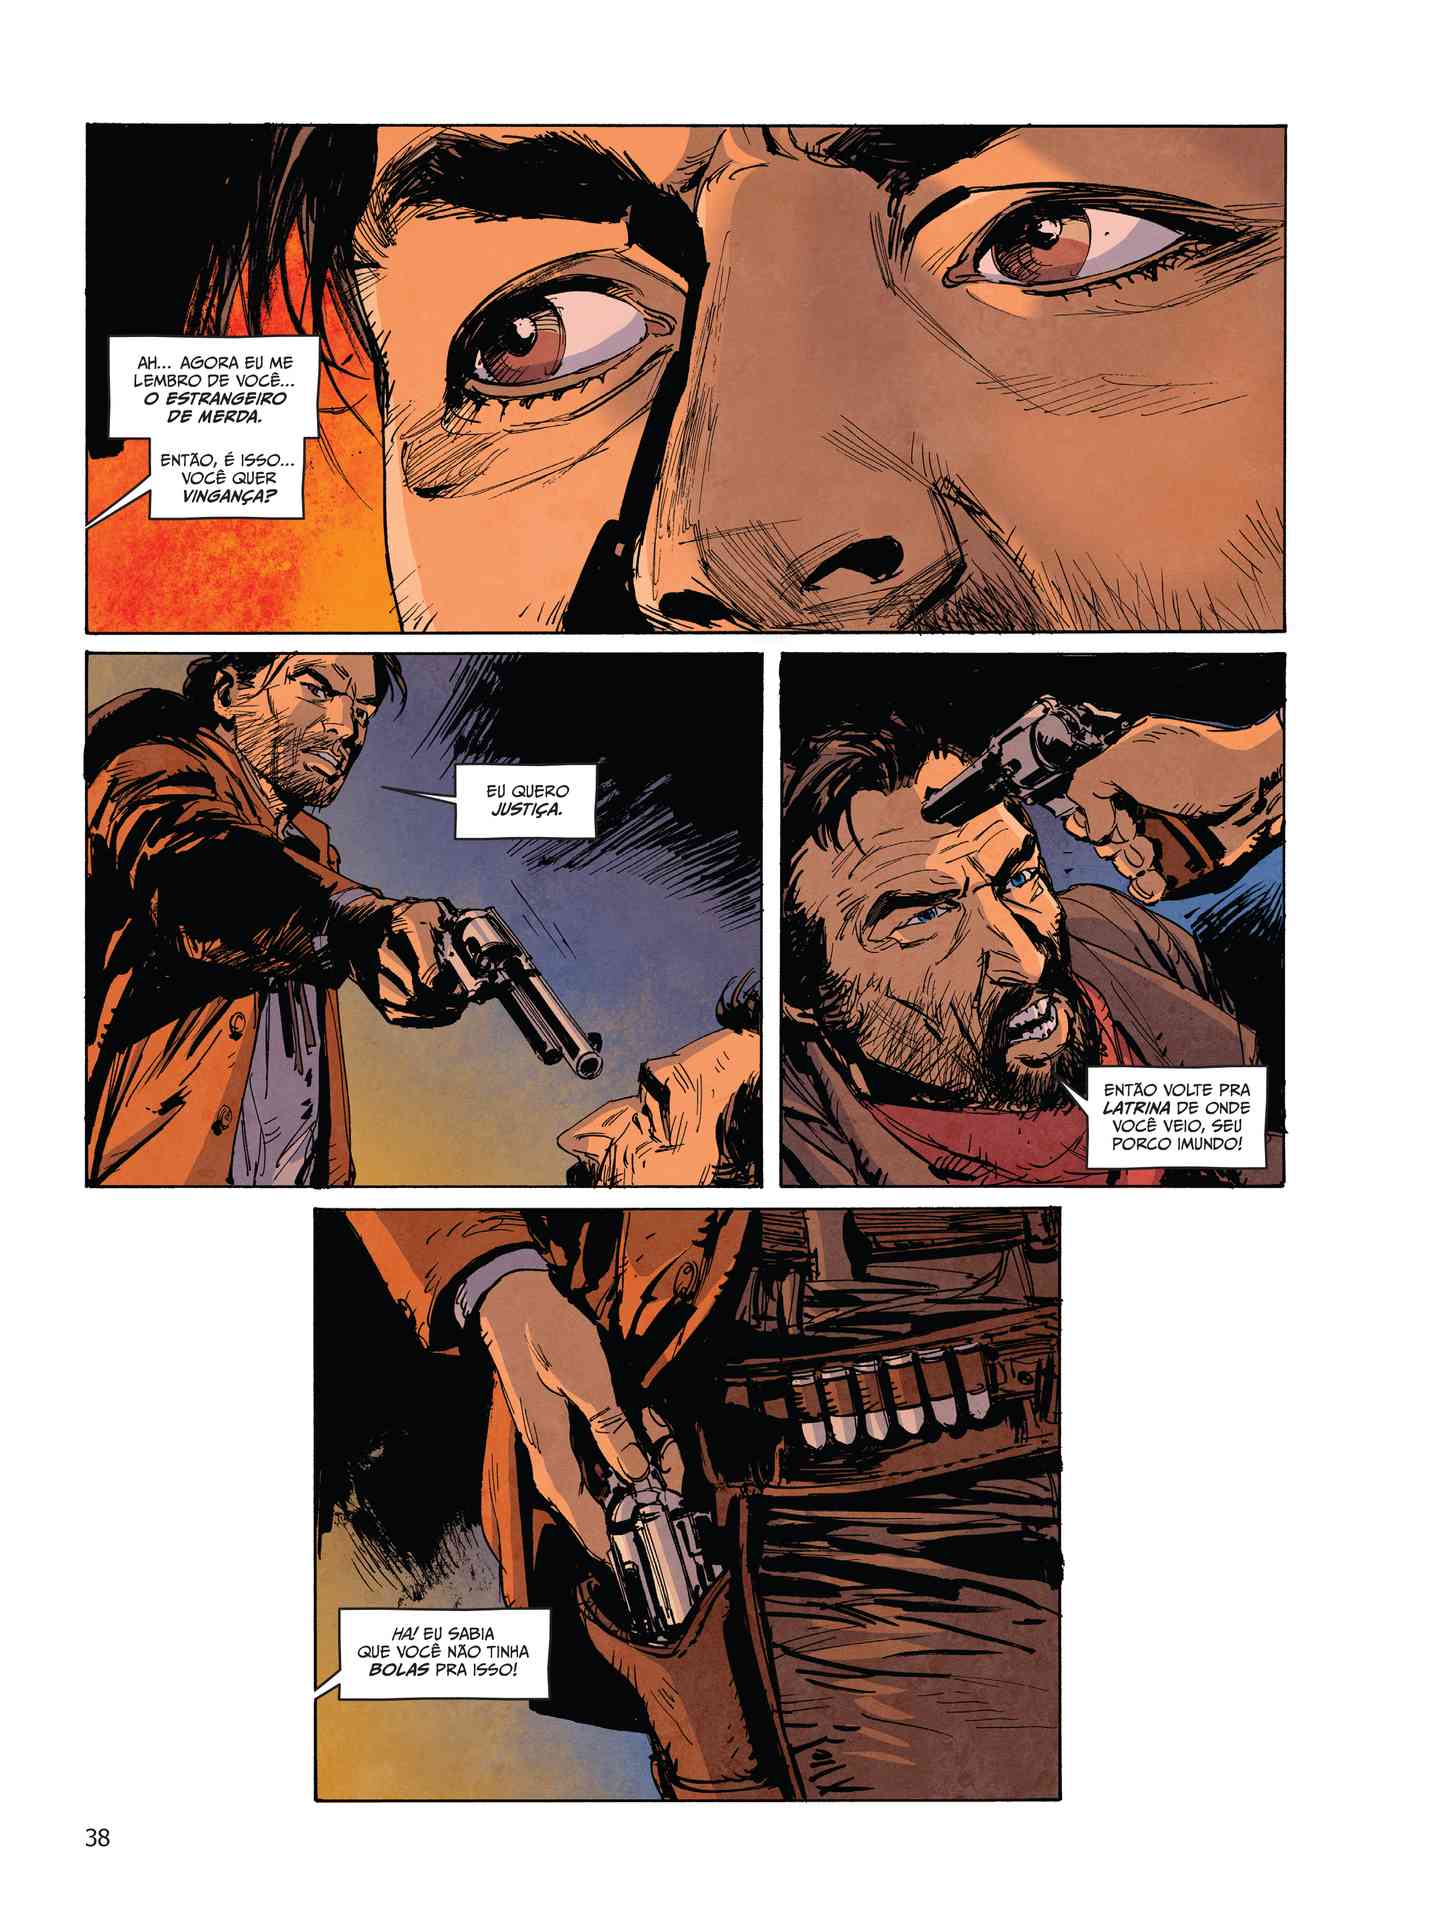 AH... AGORA EU ME
LEMBRO DE VOCÊ...
O ESTRANGEIRO
DE MERDA.
ENTÃO, É ISSO...
VOCÊ QUER
VINGANÇA?
EU QUERO
JUSTIÇA.
ENTÃO VOLTE PRA
LATRINA DE ONDE
VOCÊ VEIO, SEU
PORCO IMUNDO!
HA! EU SABIA
QUE VOCÊ NÃO TINHA
BOLAS PRA ISSO!
38